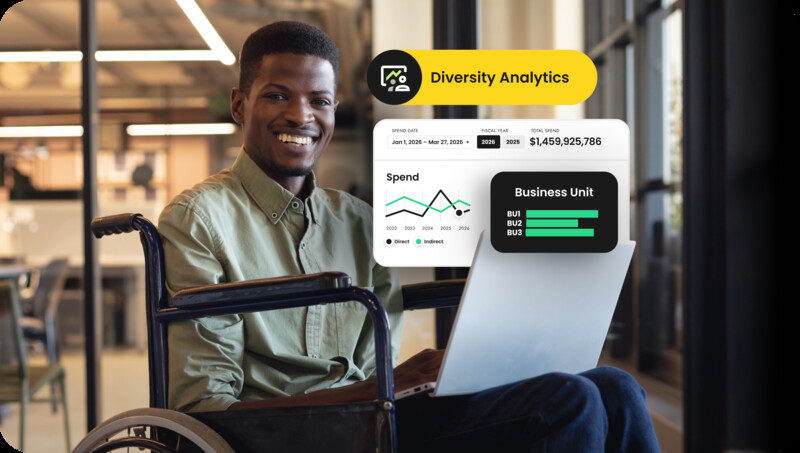 Diversity Analytics
SPEND DATE FISCAL YEAR TOTAL SPEND
Jan 1, 2026 – Mar 27, 2026 2026 2025 $1,459,925,786
Spend
2022 2023 2024 2025 2026
Direct Indirect
Business Unit
BU1
BU2
BU3